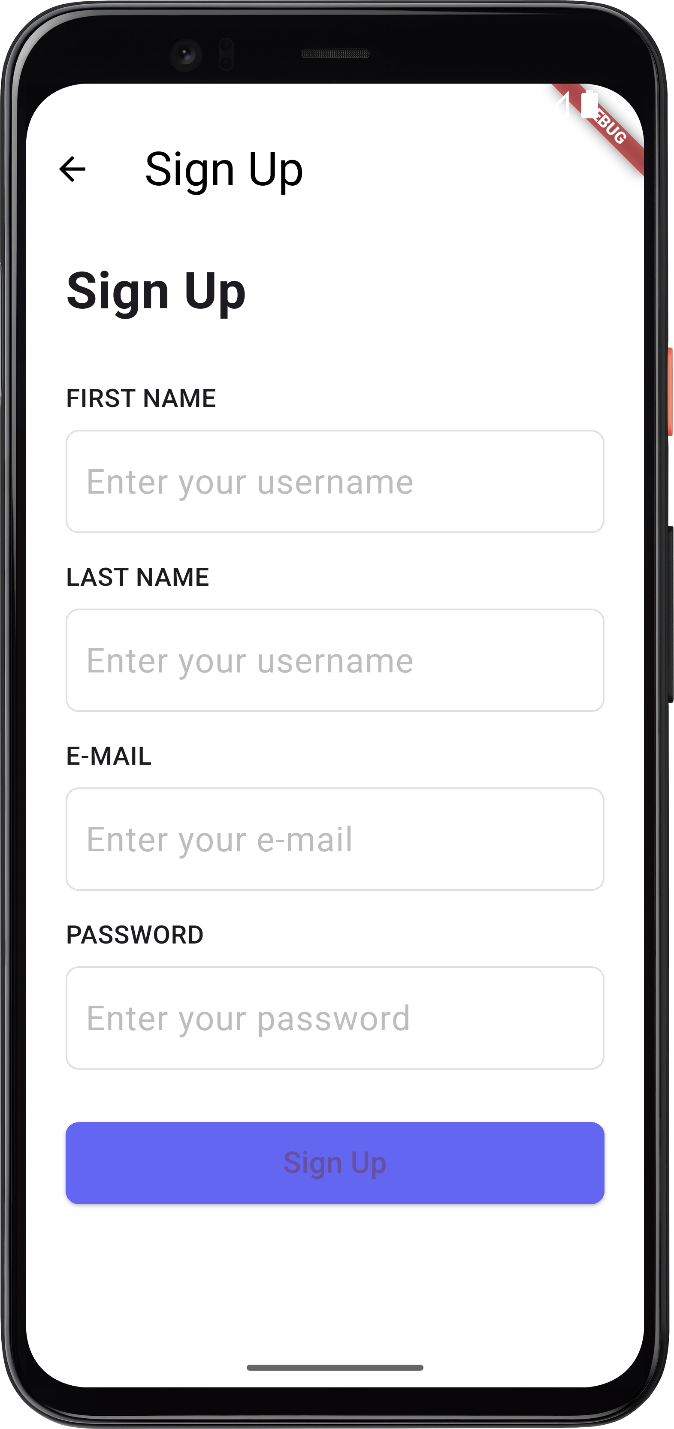 EBUG
Sign Up
Sign Up
FIRST NAME
Enter your username
LAST NAME
Enter your username
E-MAIL
Enter your e-mail
PASSWORD
Enter your password
Sign Up